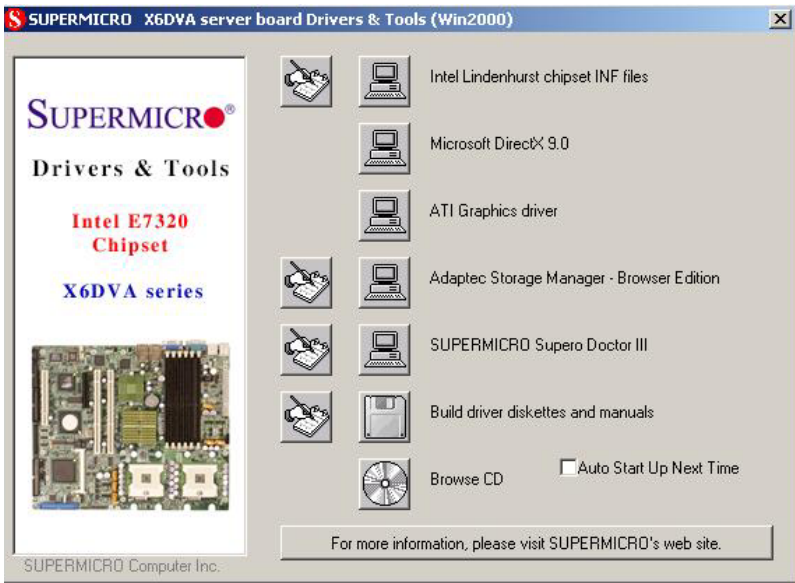 SUPERMICRO X6DVA server board Drivers & Tools (Win2000)
SUPERMICRO®
Drivers & Tools
Intel E7320
Chipset
X6DVA series
Intel Lindenhurst chipset INF files
Microsoft DirectX 9.0
ATI Graphics driver
Adaptec Storage Manager - Browser Edition
SUPERMICRO Supero Doctor III
Build driver diskettes and manuals
Browse CD
Auto Start Up Next Time
For more information, please visit SUPERMICRO's web site.
SUPERMICRO Computer Inc.